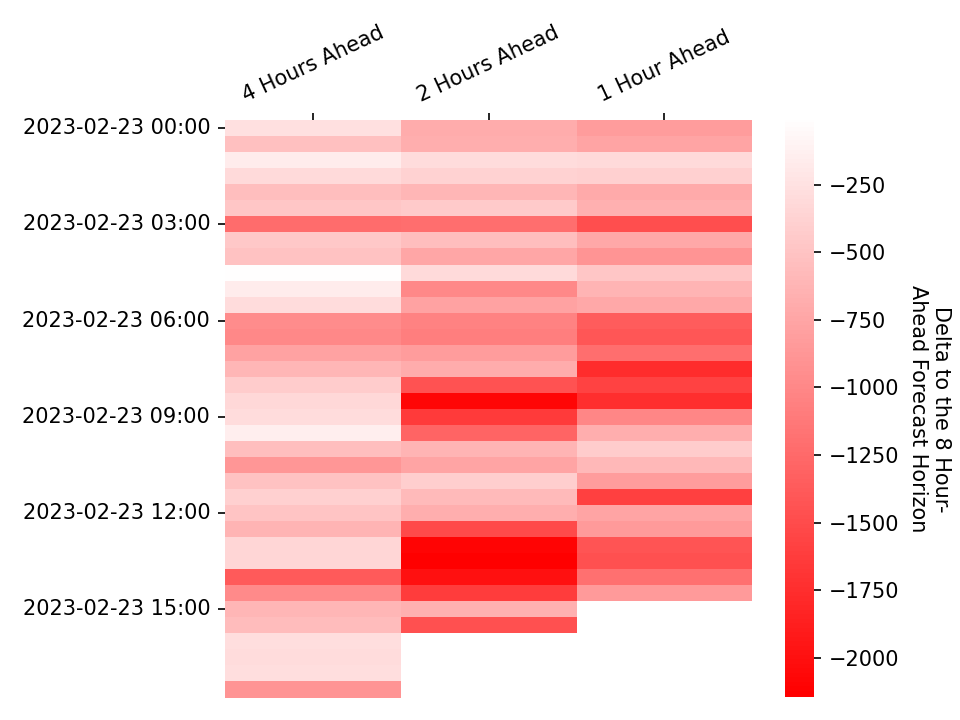 4 Hours Ahead
2 Hours Ahead
1 Hour Ahead
2023-02-23 00:00
2023-02-23 03:00
2023-02-23 06:00
2023-02-23 09:00
2023-02-23 12:00
2023-02-23 15:00
−250
−500
−750
−1000
−1250
−1500
−1750
−2000
Delta to the 8 Hour-
Ahead Forecast Horizon